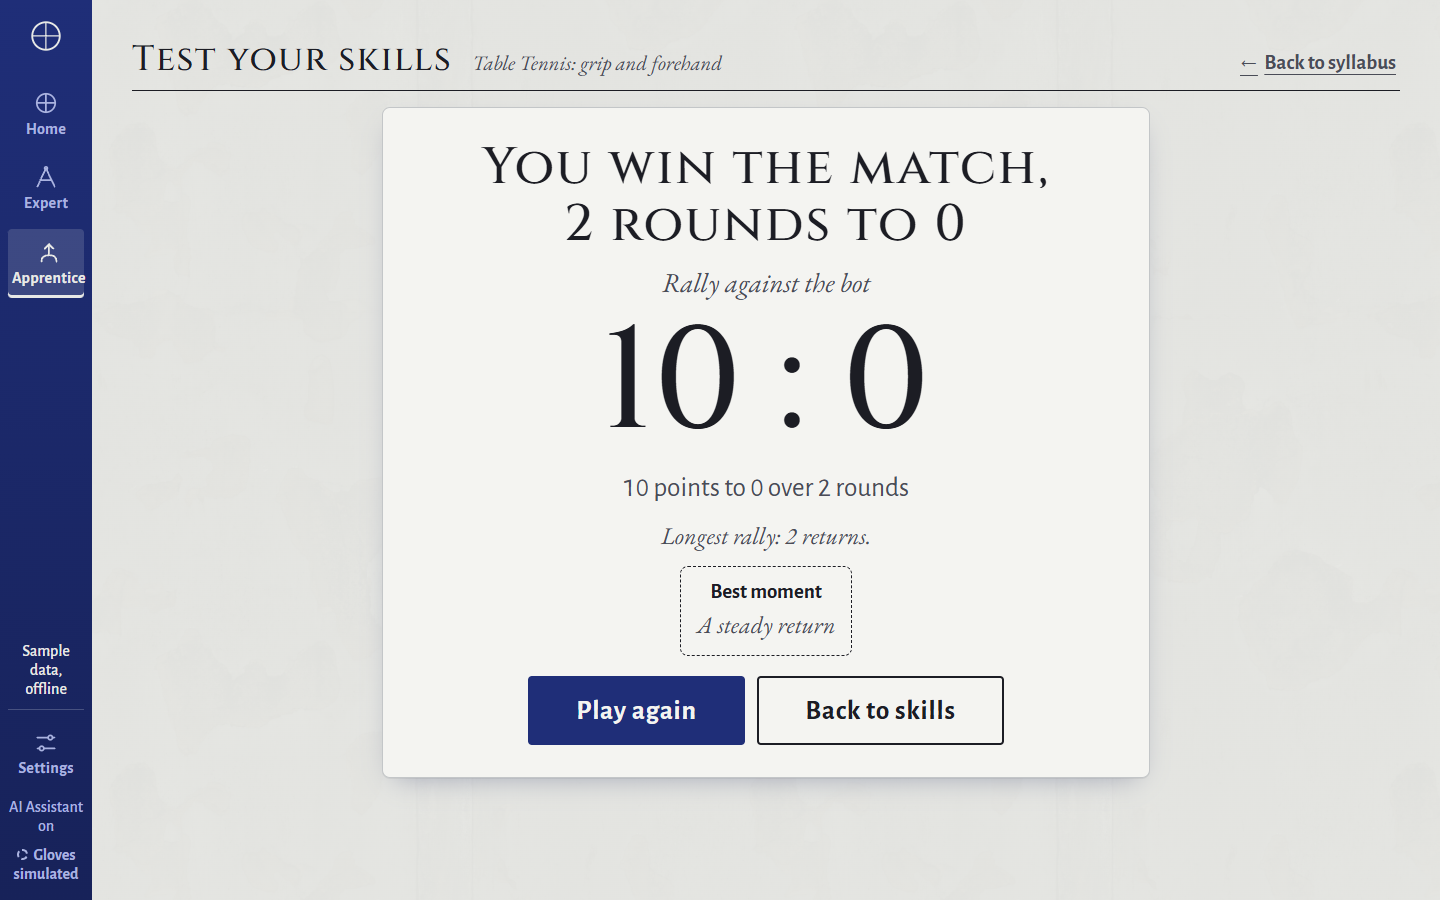 Home
Expert
Apprentice
Sample
data,
offline
Settings
AI Assistant
on
Gloves
simulated
Test your skills
Table Tennis: grip and forehand
← Back to syllabus
You win the match,
2 rounds to 0
Rally against the bot
10 : 0
10 points to 0 over 2 rounds
Longest rally: 2 returns.
Best moment
A steady return
Play again
Back to skills